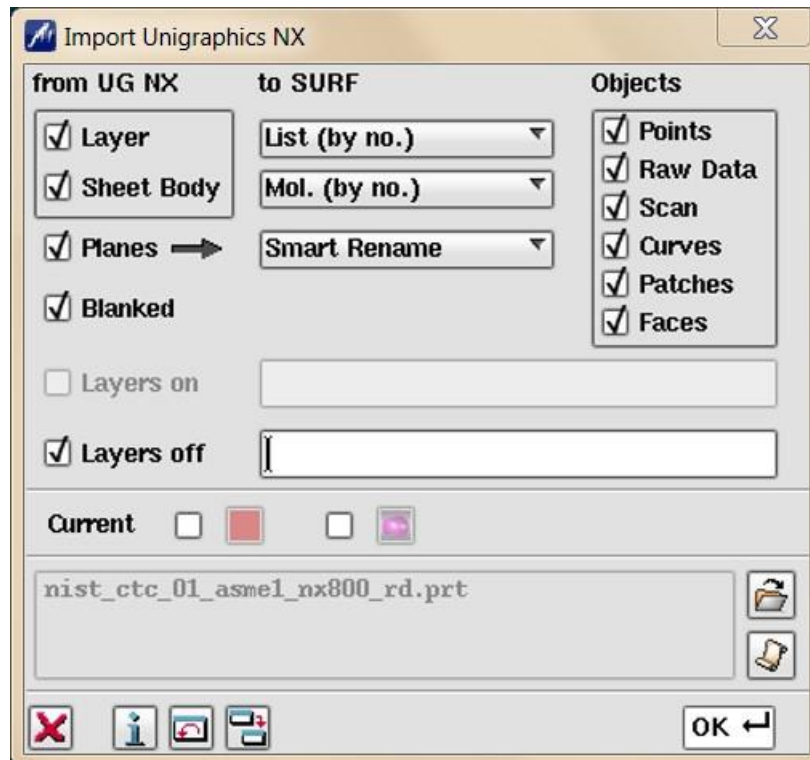 Import Unigraphics NX
from UG NX to SURF Objects
Layer List (by no.) Points
Sheet Body Mol. (by no.) Raw Data
Scan
Planes Smart Rename Curves
Patches
Blanked Faces
Layers on
Layers off
Current
nist_ctc_01_asme1_nx800_rd.prt
i OK